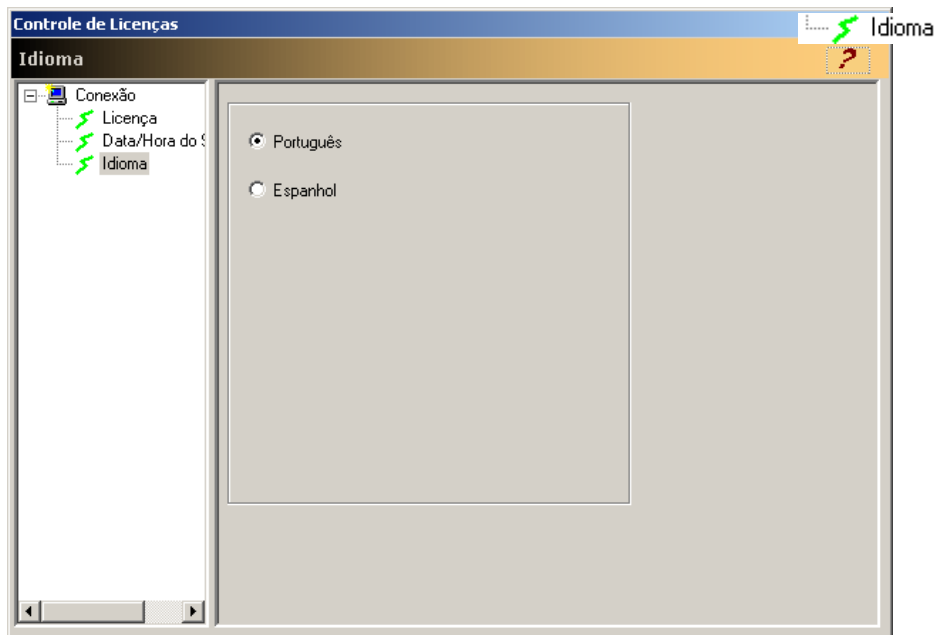 Controle de Licenças
Idioma
Idioma
?
Conexão
Licença
Data/Hora do S
Idioma
Português
Espanhol